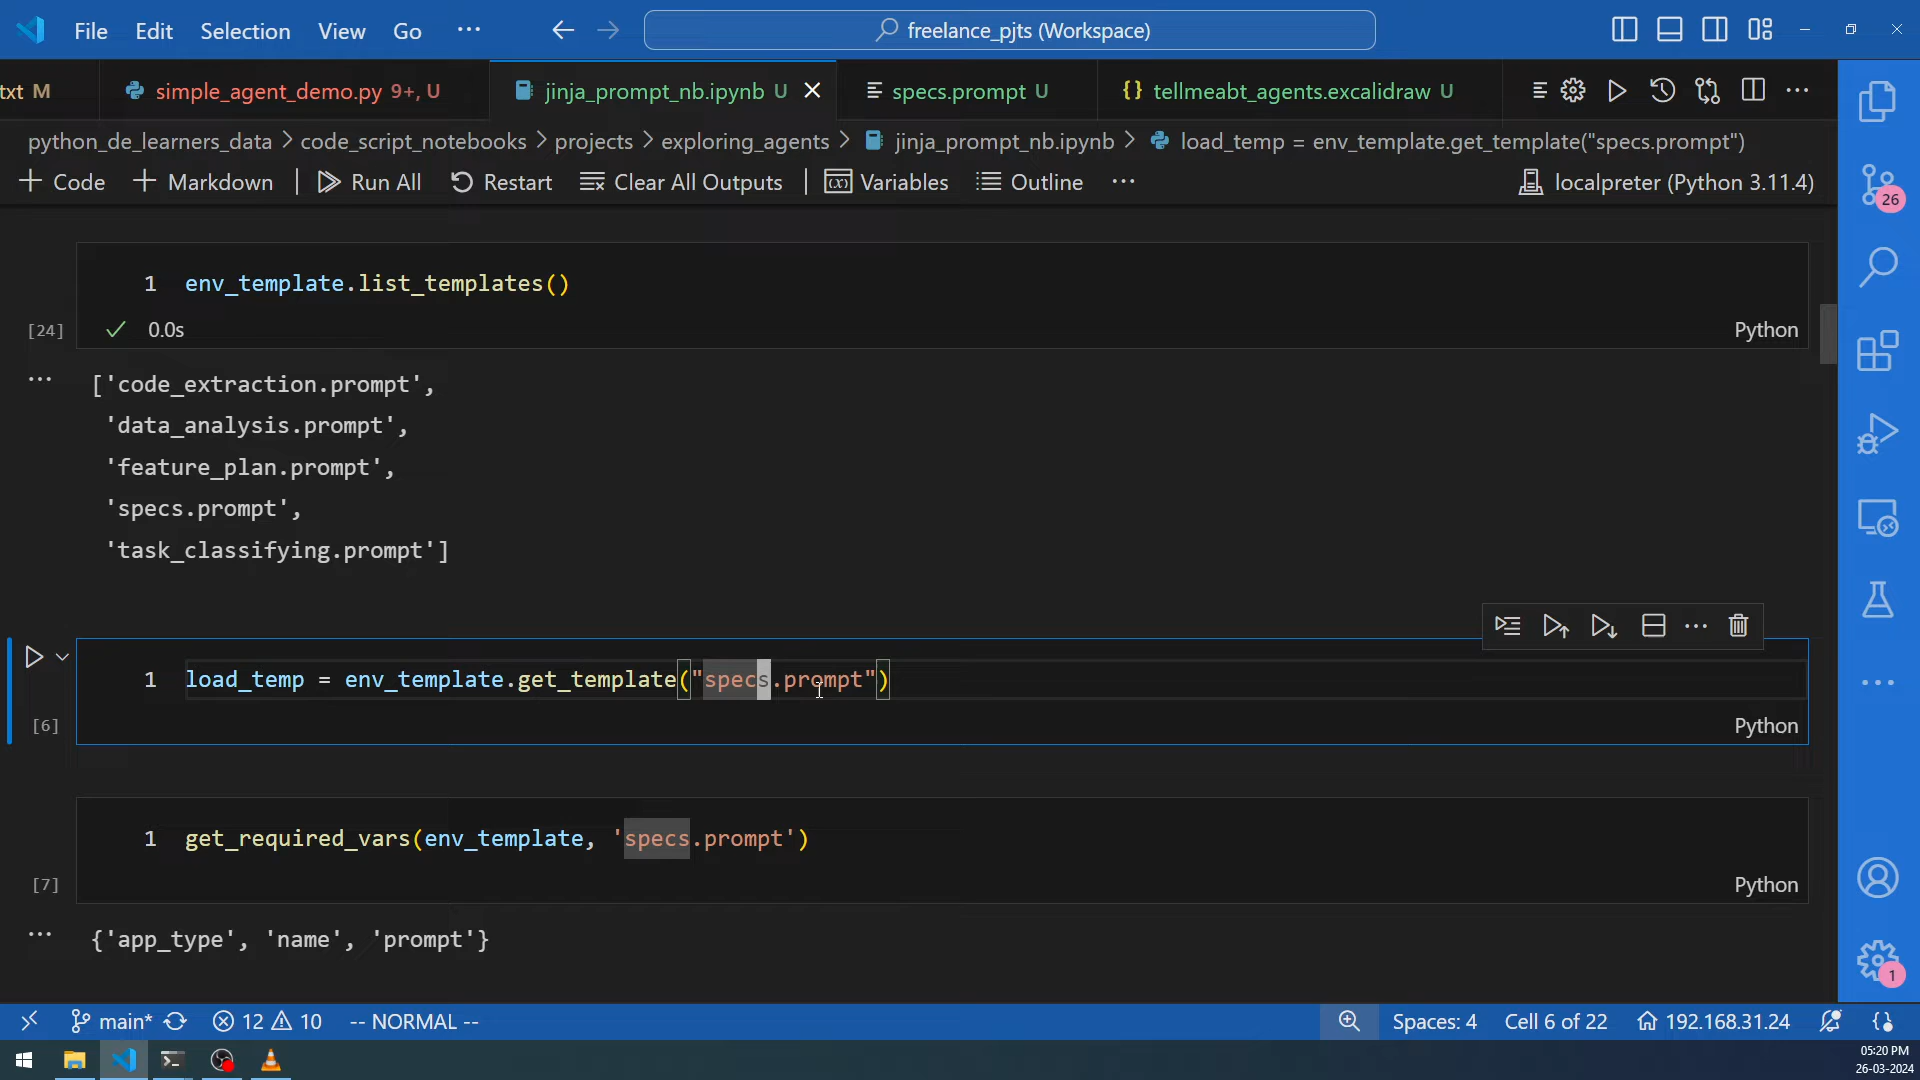 File Edit Selection View Go ··· freelance_pjts (Workspace)
txt M simple_agent_demo.py 9+, U jinja_prompt_nb.ipynb U specs.prompt U {} tellmeabt_agents.excalidraw U
python_de_learners_data > code_script_notebooks > projects > exploring_agents > jinja_prompt_nb.ipynb > load_temp = env_template.get_template("specs.prompt")
+ Code + Markdown | Run All Restart Clear All Outputs | Variables Outline ··· localpreter (Python 3.11.4)
26
1 env_template.list_templates()
[24] 0.0s Python
['code_extraction.prompt',
'data_analysis.prompt',
'feature_plan.prompt',
'specs.prompt',
'task_classifying.prompt']
1 load_temp = env_template.get_template("specs.prompt")
[6] Python
1 get_required_vars(env_template, 'specs.prompt')
[7] Python
{'app_type', 'name', 'prompt'}
1
main* 12 10 -- NORMAL -- Spaces: 4 Cell 6 of 22 192.168.31.24
05:20 PM
26-03-2024